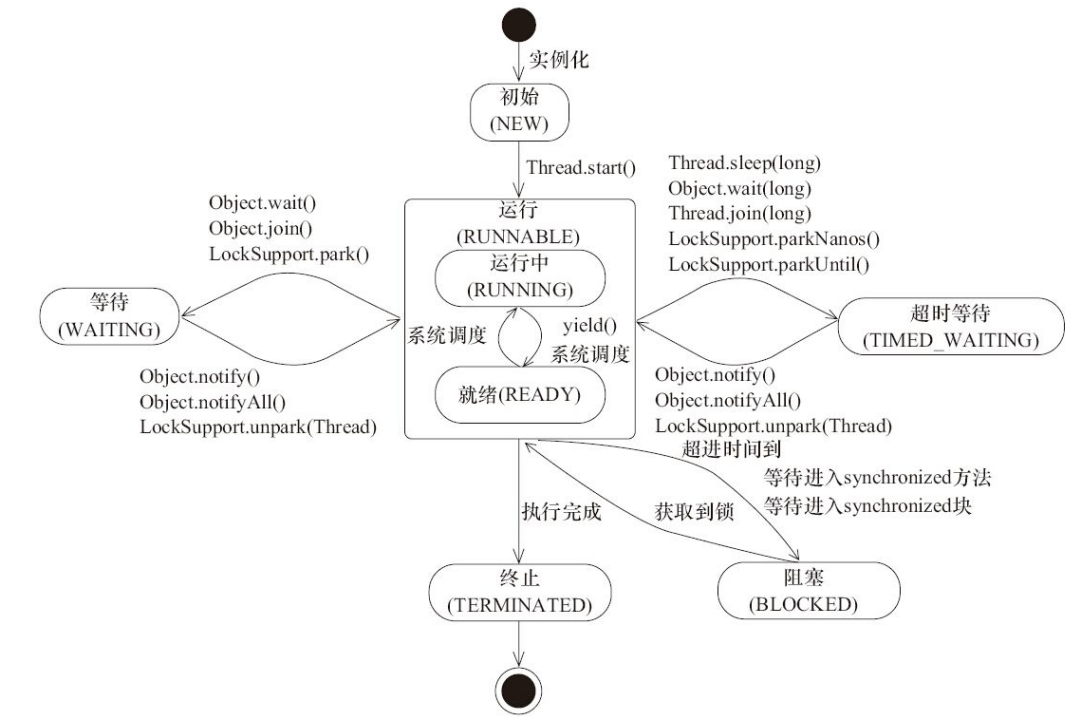 实例化
初始
(NEW)
Thread.start()
Object.wait()
Object.join()
LockSupport.park()
Thread.sleep(long)
Object.wait(long)
Thread.join(long)
LockSupport.parkNanos()
LockSupport.parkUntil()
运行
(RUNNABLE)
运行中
(RUNNING)
等待
(WAITING)
超时等待
(TIMED_WAITING)
系统调度
yield()
系统调度
就绪(READY)
Object.notify()
Object.notifyAll()
LockSupport.unpark(Thread)
Object.notify()
Object.notifyAll()
LockSupport.unpark(Thread)
超进时间到
等待进入synchronized方法
等待进入synchronized块
执行完成
获取到锁
终止
(TERMINATED)
阻塞
(BLOCKED)